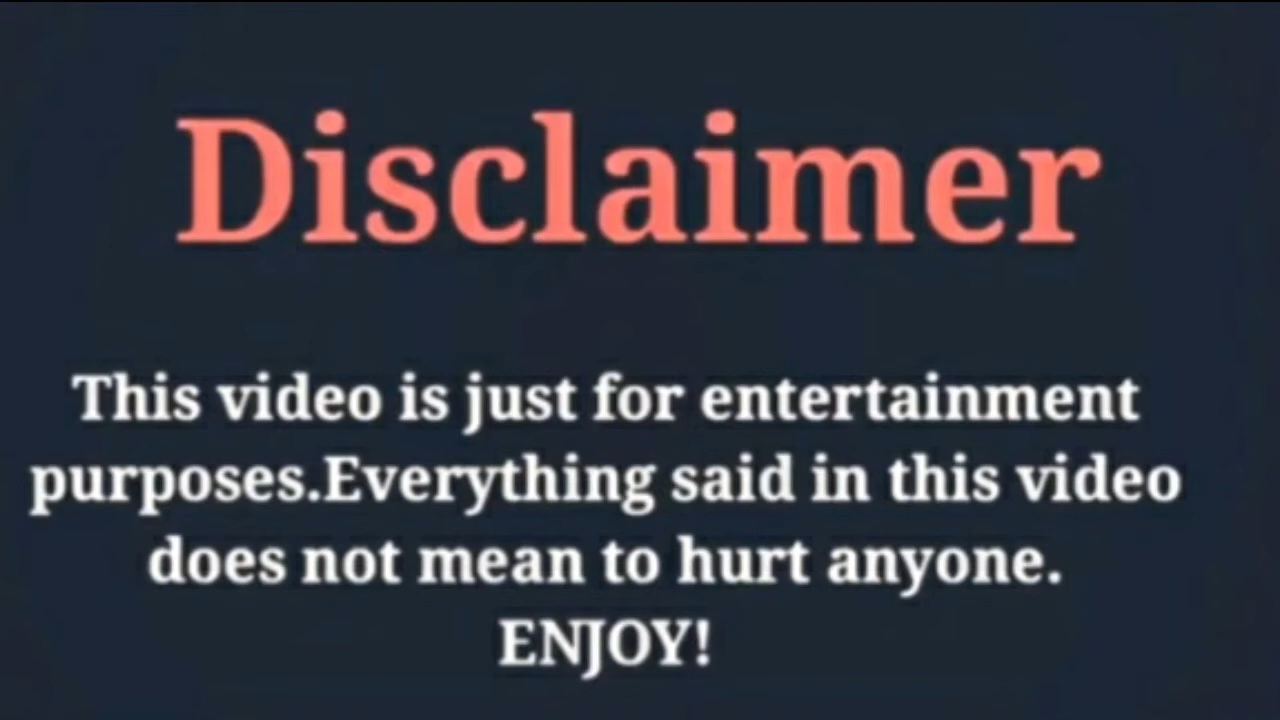 Disclaimer
This video is just for entertainment
purposes.Everything said in this video
does not mean to hurt anyone.
ENJOY!